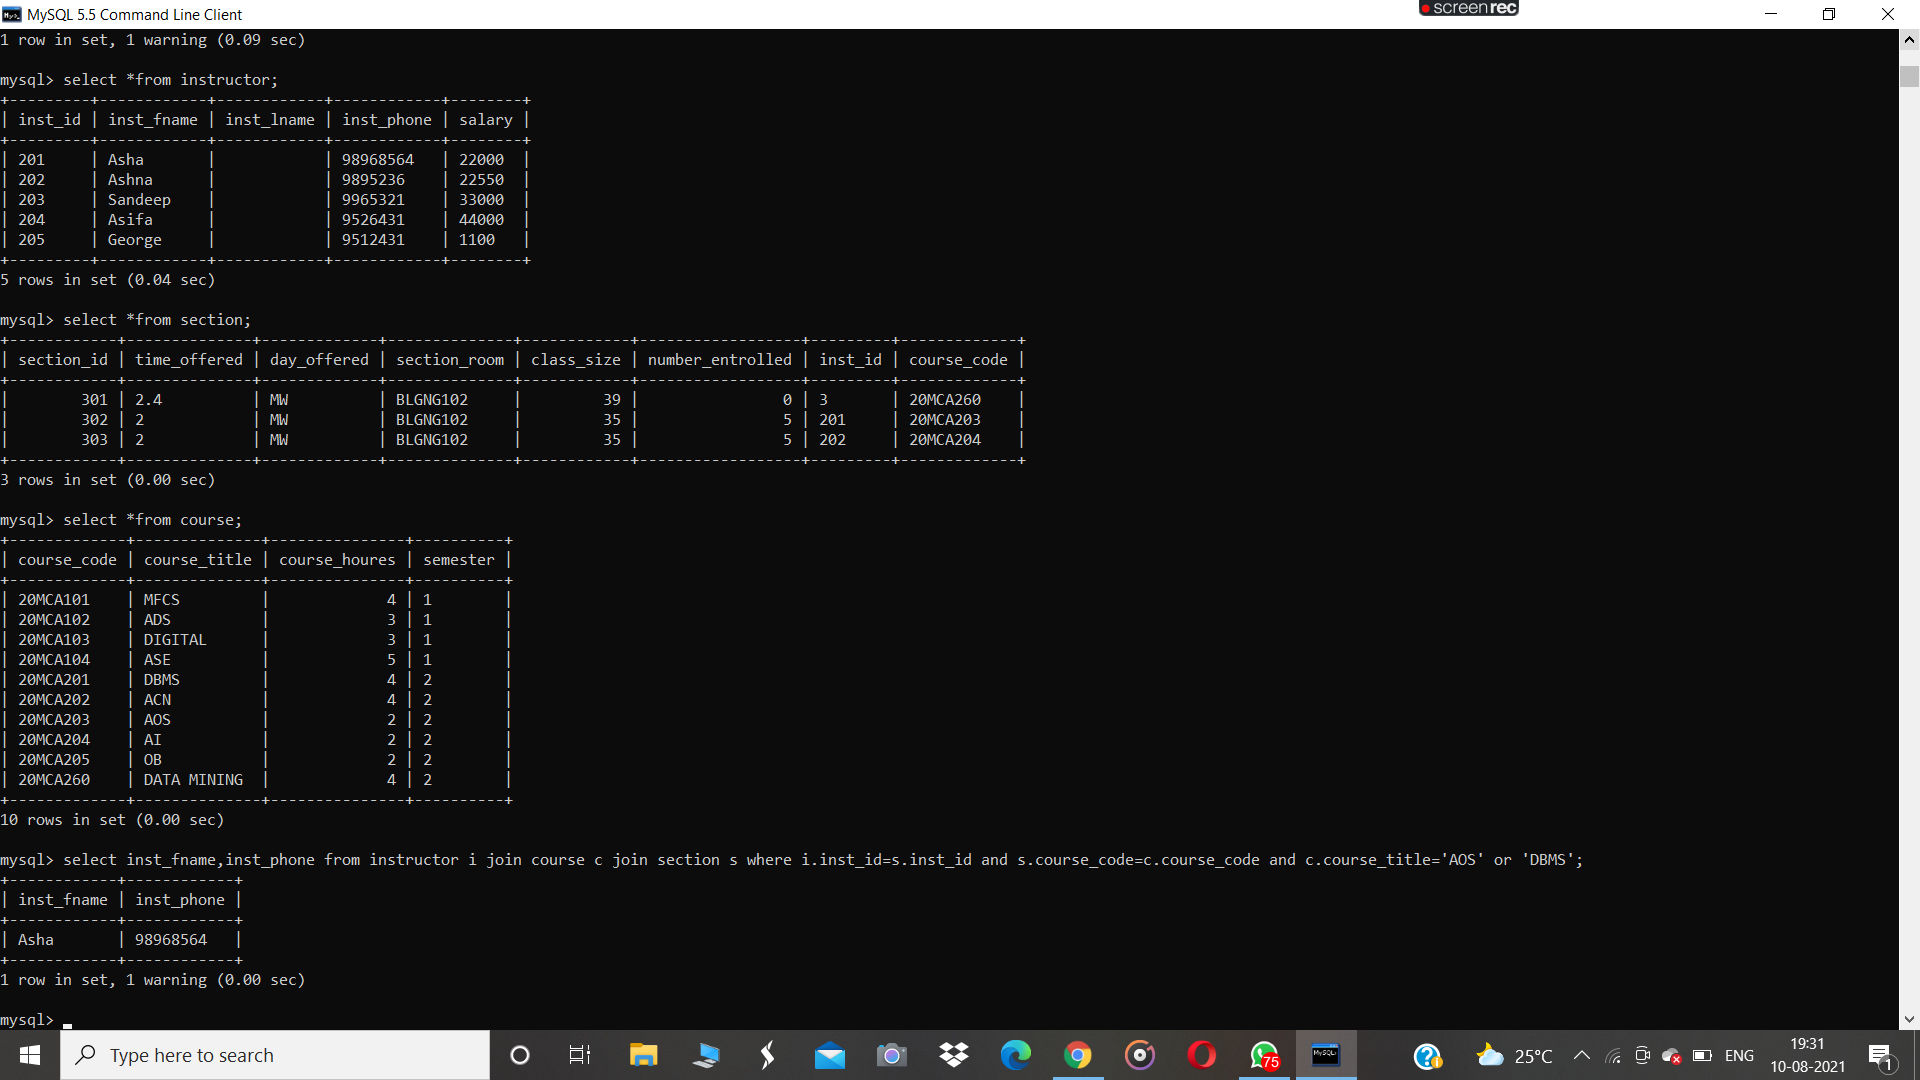 MySQL 5.5 Command Line Client
screenrec
1 row in set, 1 warning (0.09 sec)
mysql> select *from instructor;
+---------+------------+------------+------------+--------+
| inst_id | inst_fname | inst_lname | inst_phone | salary |
+---------+------------+------------+------------+--------+
| 201     | Asha       |            | 98968564   | 22000  |
| 202     | Ashna      |            | 9895236    | 22550  |
| 203     | Sandeep    |            | 9965321    | 33000  |
| 204     | Asifa      |            | 9526431    | 44000  |
| 205     | George     |            | 9512431    | 1100   |
+---------+------------+------------+------------+--------+
5 rows in set (0.04 sec)
mysql> select *from section;
+------------+--------------+-------------+--------------+------------+------------------+---------+-------------+
| section_id | time_offered | day_offered | section_room | class_size | number_entrolled | inst_id | course_code |
+------------+--------------+-------------+--------------+------------+------------------+---------+-------------+
|        301 | 2.4          | MW          | BLGNG102     |         39 |                0 | 3       | 20MCA260    |
|        302 | 2            | MW          | BLGNG102     |         35 |                5 | 201     | 20MCA203    |
|        303 | 2            | MW          | BLGNG102     |         35 |                5 | 202     | 20MCA204    |
+------------+--------------+-------------+--------------+------------+------------------+---------+-------------+
3 rows in set (0.00 sec)
mysql> select *from course;
+-------------+--------------+---------------+----------+
| course_code | course_title | course_houres | semester |
+-------------+--------------+---------------+----------+
| 20MCA101    | MFCS         |             4 | 1        |
| 20MCA102    | ADS          |             3 | 1        |
| 20MCA103    | DIGITAL      |             3 | 1        |
| 20MCA104    | ASE          |             5 | 1        |
| 20MCA201    | DBMS         |             4 | 2        |
| 20MCA202    | ACN          |             4 | 2        |
| 20MCA203    | AOS          |             2 | 2        |
| 20MCA204    | AI           |             2 | 2        |
| 20MCA205    | OB           |             2 | 2        |
| 20MCA260    | DATA MINING  |             4 | 2        |
+-------------+--------------+---------------+----------+
10 rows in set (0.00 sec)
mysql> select inst_fname,inst_phone from instructor i join course c join section s where i.inst_id=s.inst_id and s.course_code=c.course_code and c.course_title='AOS' or 'DBMS';
+------------+------------+
| inst_fname | inst_phone |
+------------+------------+
| Asha       | 98968564   |
+------------+------------+
1 row in set, 1 warning (0.00 sec)
mysql>
Type here to search
75
MySQL
25°C
ENG
19:31
10-08-2021
1